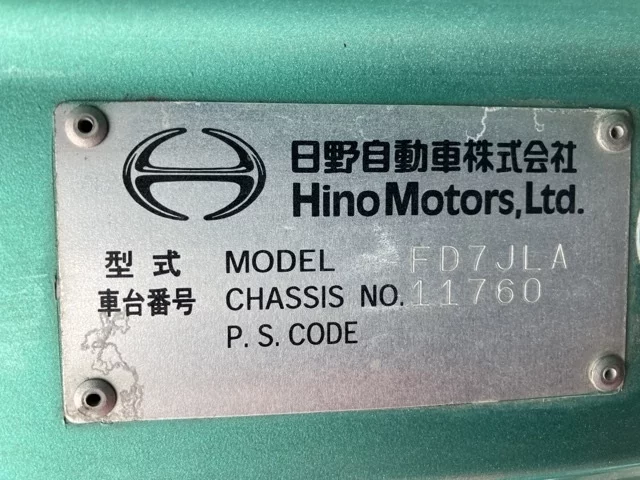 日野自動車株式会社
Hino Motors, Ltd.
型式 MODEL -FD7JLA
車台番号 CHASSIS NO. 11760
P. S. CODE